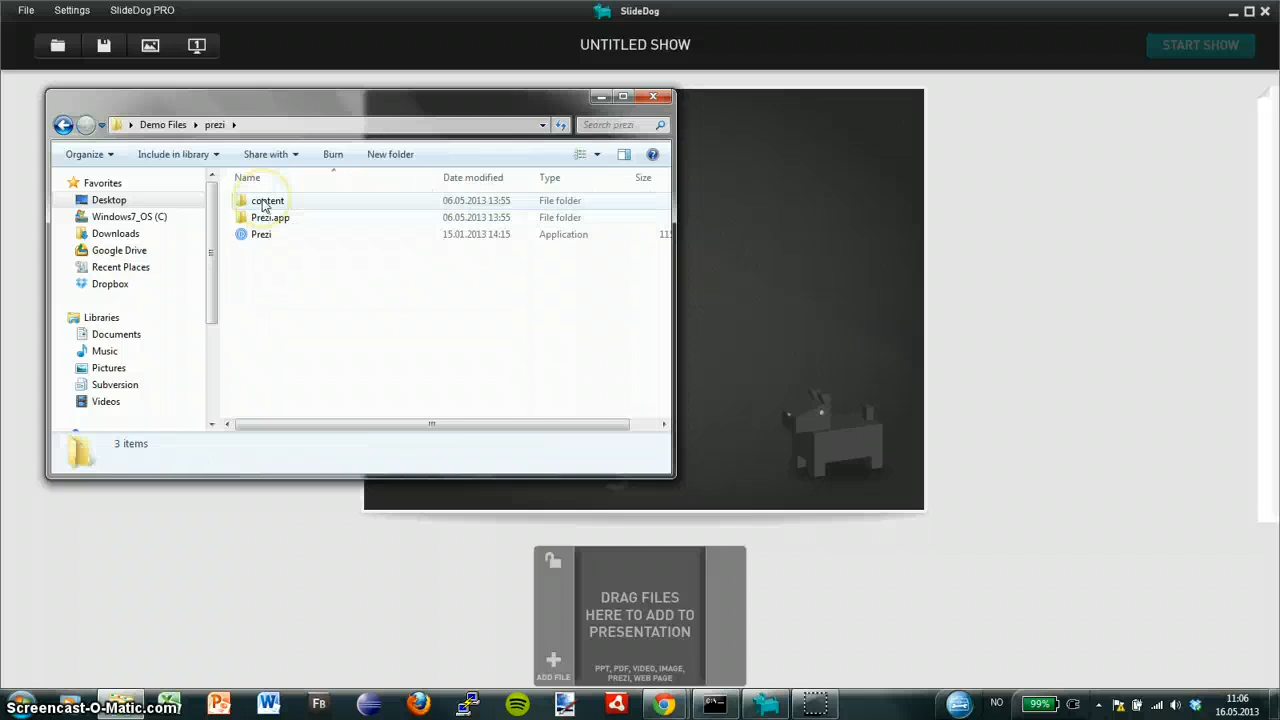 File Settings SlideDog PRO SlideDog
UNTITLED SHOW START SHOW
Demo Files prezi Search prezi
Organize Include in library Share with Burn New folder
Favorites
Desktop
Windows7_OS (C)
Downloads
Google Drive
Recent Places
Dropbox
Libraries
Documents
Music
Pictures
Subversion
Videos
Name Date modified Type Size
content 06.05.2013 13:55 File folder
Prezi.app 06.05.2013 13:55 File folder
Prezi 15.01.2013 14:15 Application 115
3 items
DRAG FILES
HERE TO ADD TO
PRESENTATION
ADD FILE
PPT, PDF, VIDEO, IMAGE,
PREZI, WEB PAGE
Fb NO 99% 11:06
16.05.2013
Screencast-O-Matic.com